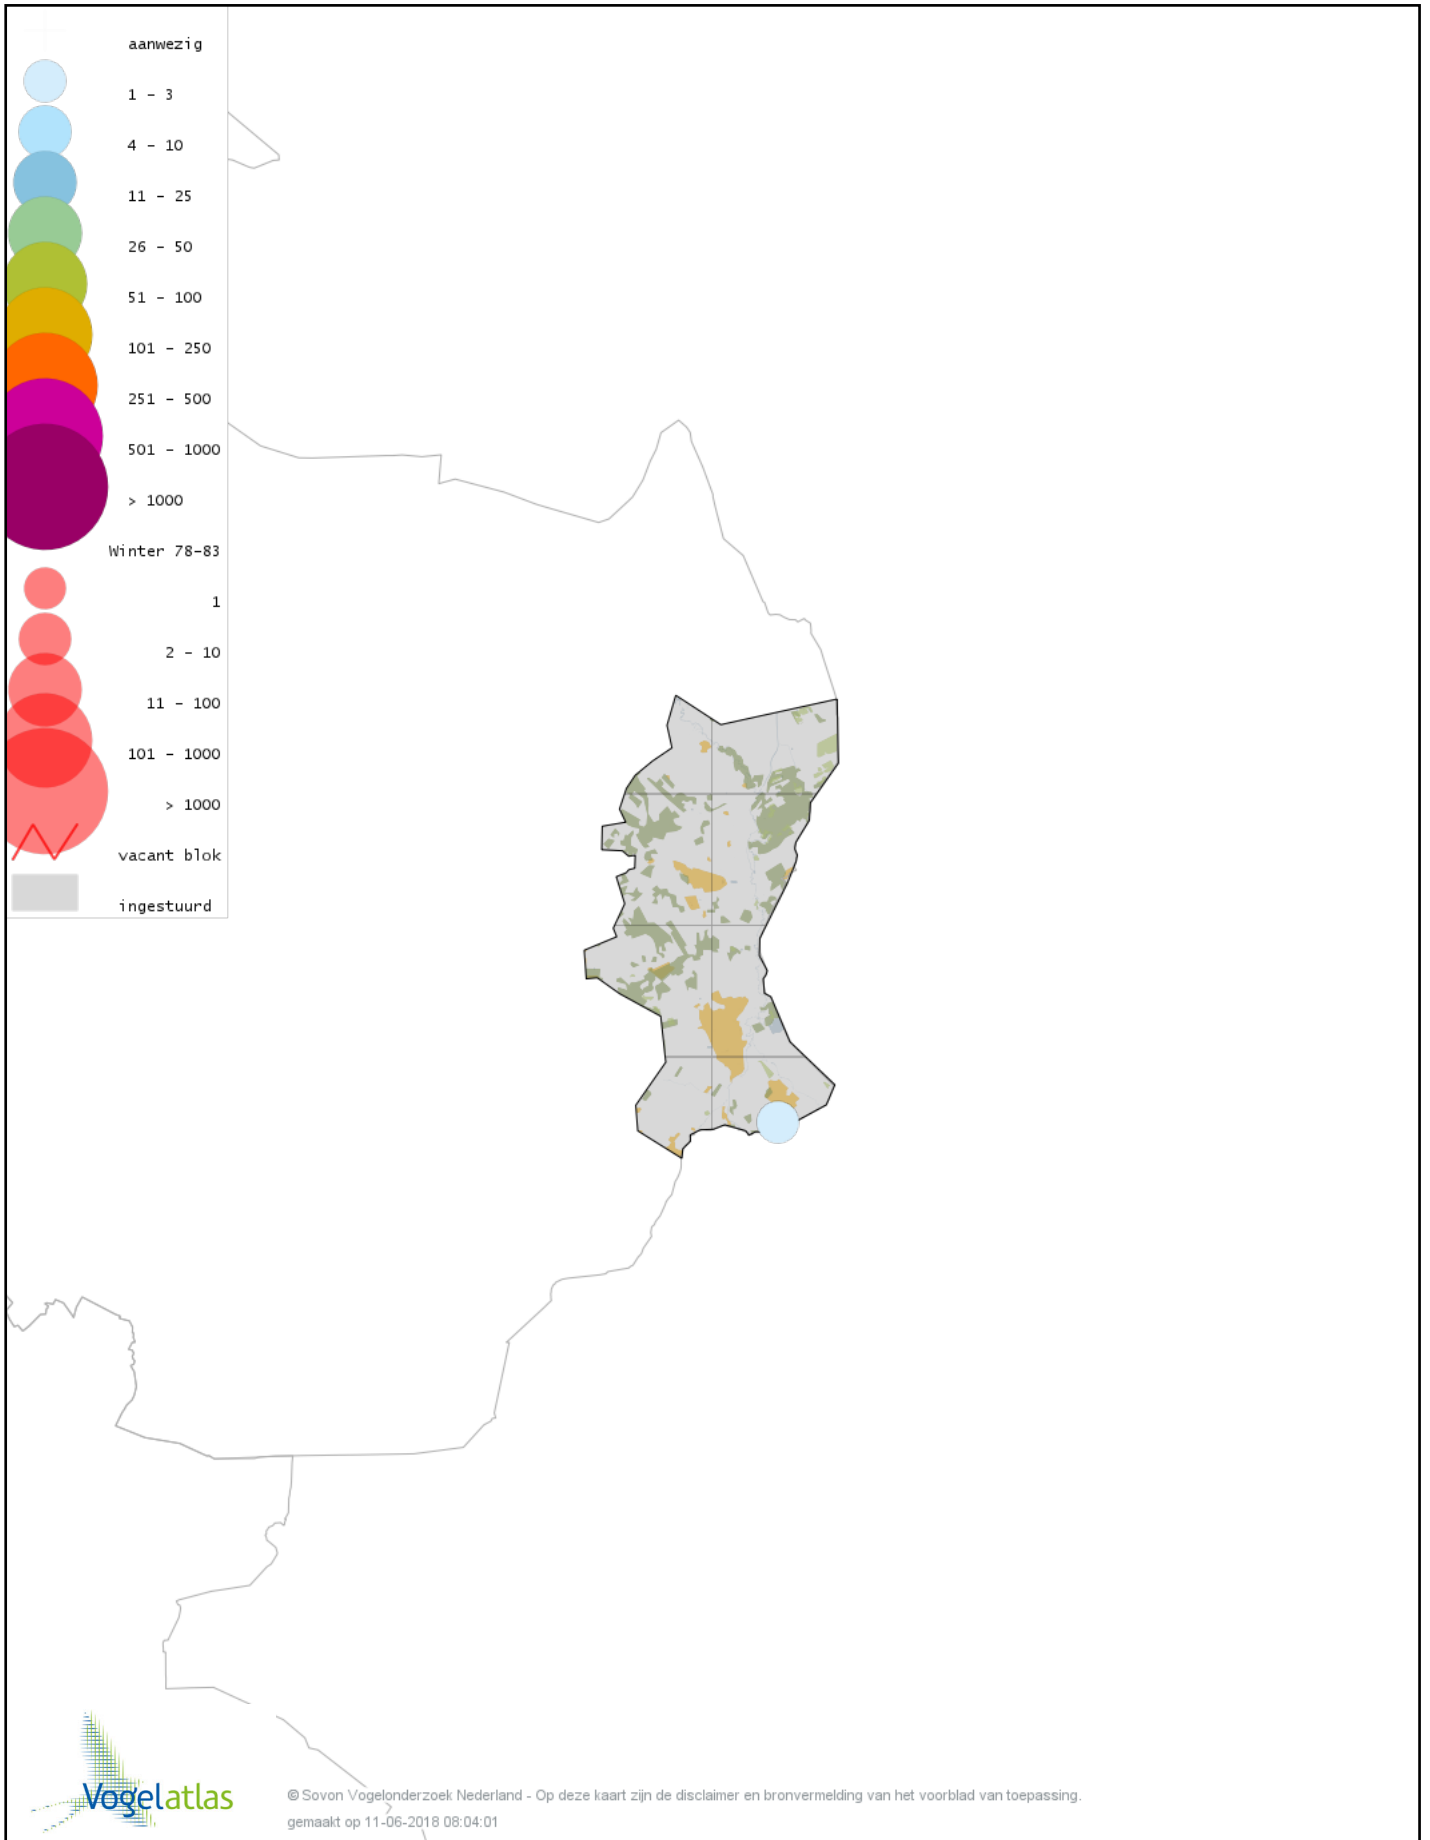 aanwezig
1 - 3
4 - 10
11 - 25
26 - 50
51 - 100
101 - 250
251 - 500
501 - 1000
> 1000
Winter 78-83
1
2 - 10
11 - 100
101 - 1000
> 1000
vacant blok
ingestuurd
Vogelatlas
© Sovon Vogelonderzoek Nederland - Op deze kaart zijn de disclaimer en bronvermelding van het voorblad van toepassing.
gemaakt op 11-06-2018 08:04:01